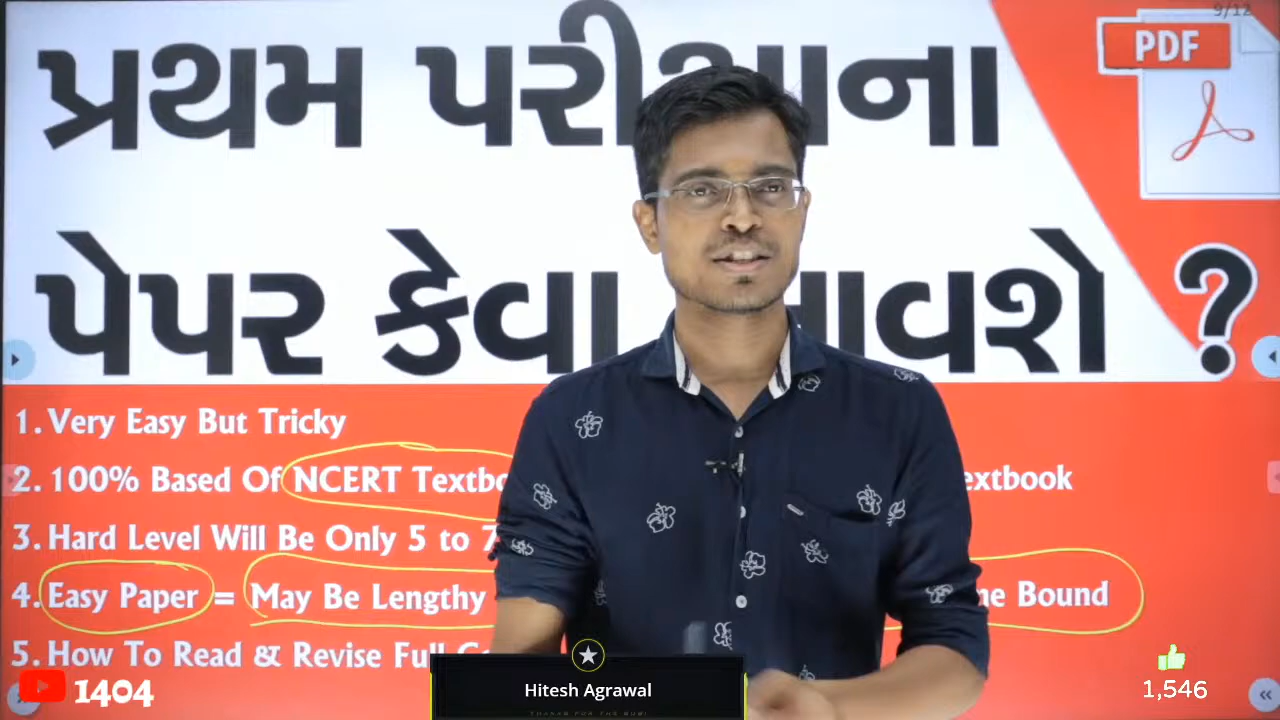 9/12
PDF
પ્રથમ પરી
ના
પેપર કેવા
વશે ?
1. Very Easy But Tricky
2. 100% Based Of NCERT
extbook
3. Hard Level Will Be Only 5 to 7
4. Easy Paper = May Be Lengthy
Bound
5. How To Read & Revise
1404
Hitesh Agrawal
1,546